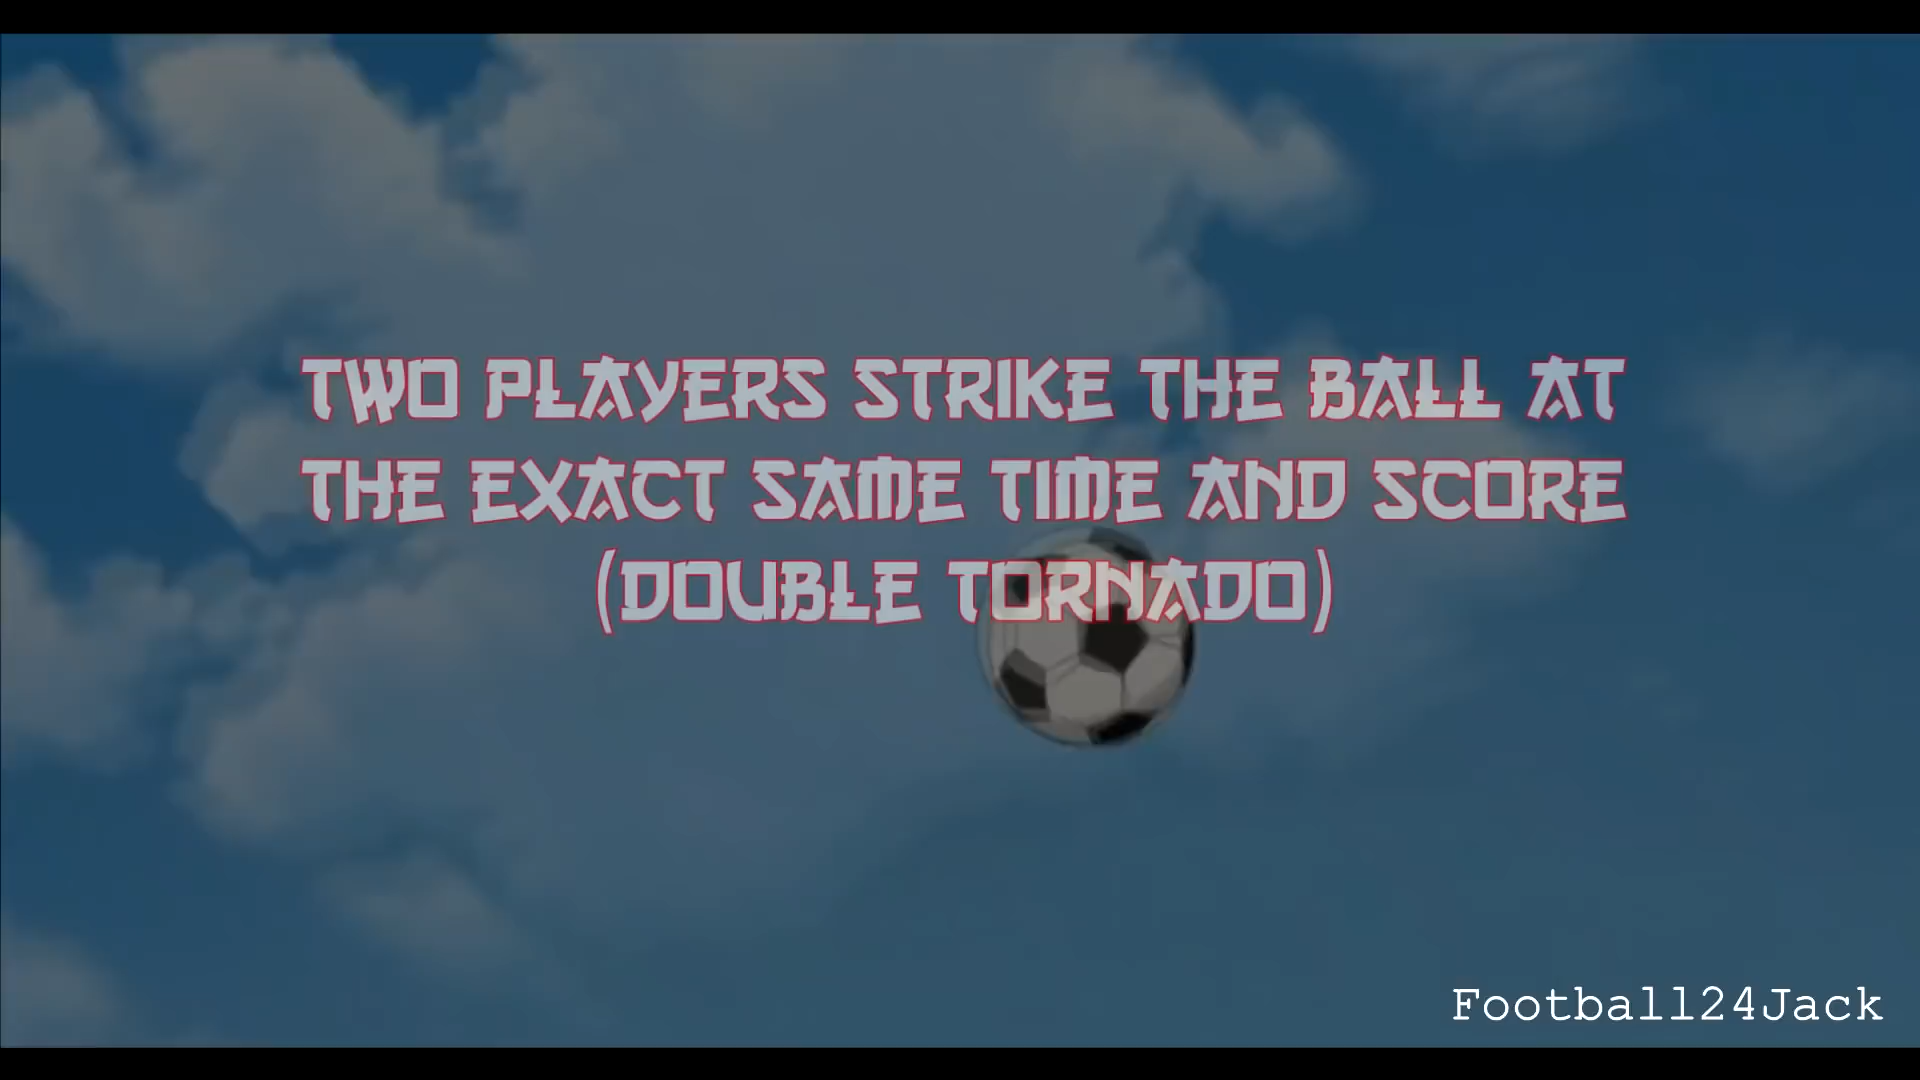 TWO PLAYERS STRIKE THE BALL AT
THE EXACT SAME TIME AND SCORE
(DOUBLE TORNADO)
Football24Jack